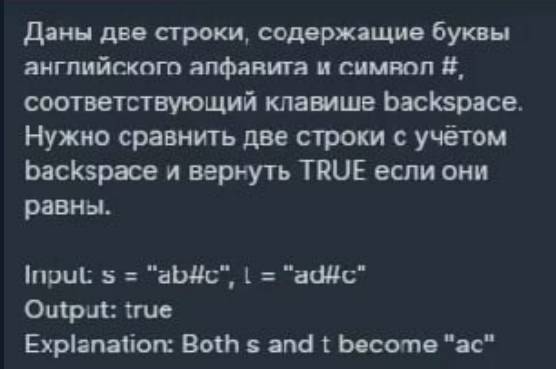 Даны две строки, содержащие буквы
английского алфавита и символ #,
соответствующий клавише backspace.
Нужно сравнить две строки с учётом
backspace и вернуть TRUE если они
равны.
Input: s = "ab#c", t = "ad#c"
Output: true
Explanation: Both s and t become "ac"